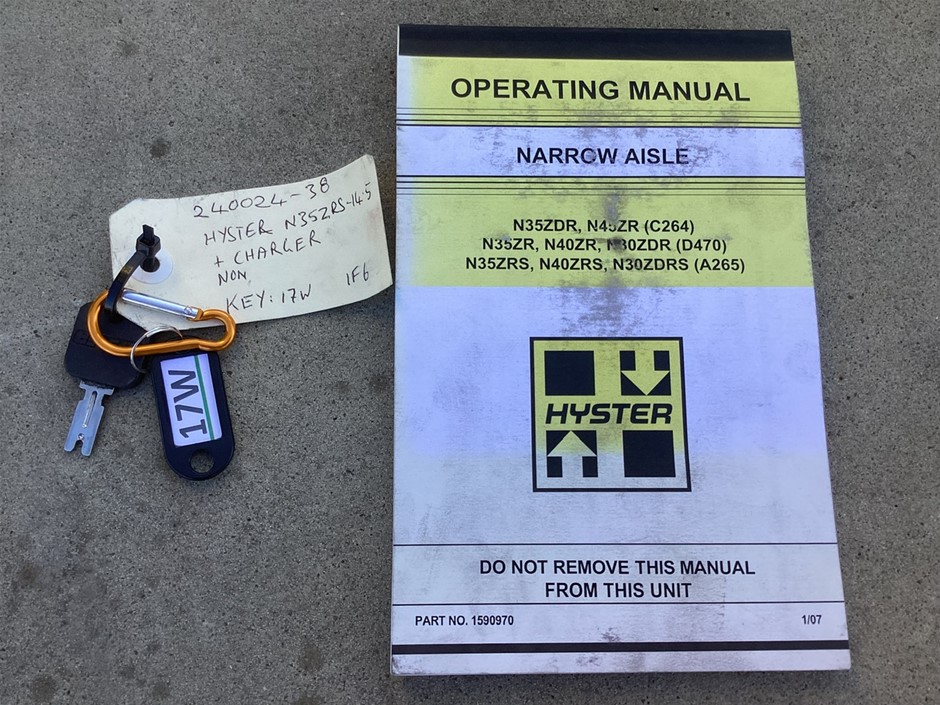 240024-38
HYSTER N35ZRS-14.5
+ CHARGER
NON
KEY: 17W 1F6
17W
OPERATING MANUAL
NARROW AISLE
N35ZDR, N45ZR (C264)
N35ZR, N40ZR, N30ZDR (D470)
N35ZRS, N40ZRS, N30ZDRS (A265)
HYSTER
DO NOT REMOVE THIS MANUAL
FROM THIS UNIT
PART NO. 1590970 1/07